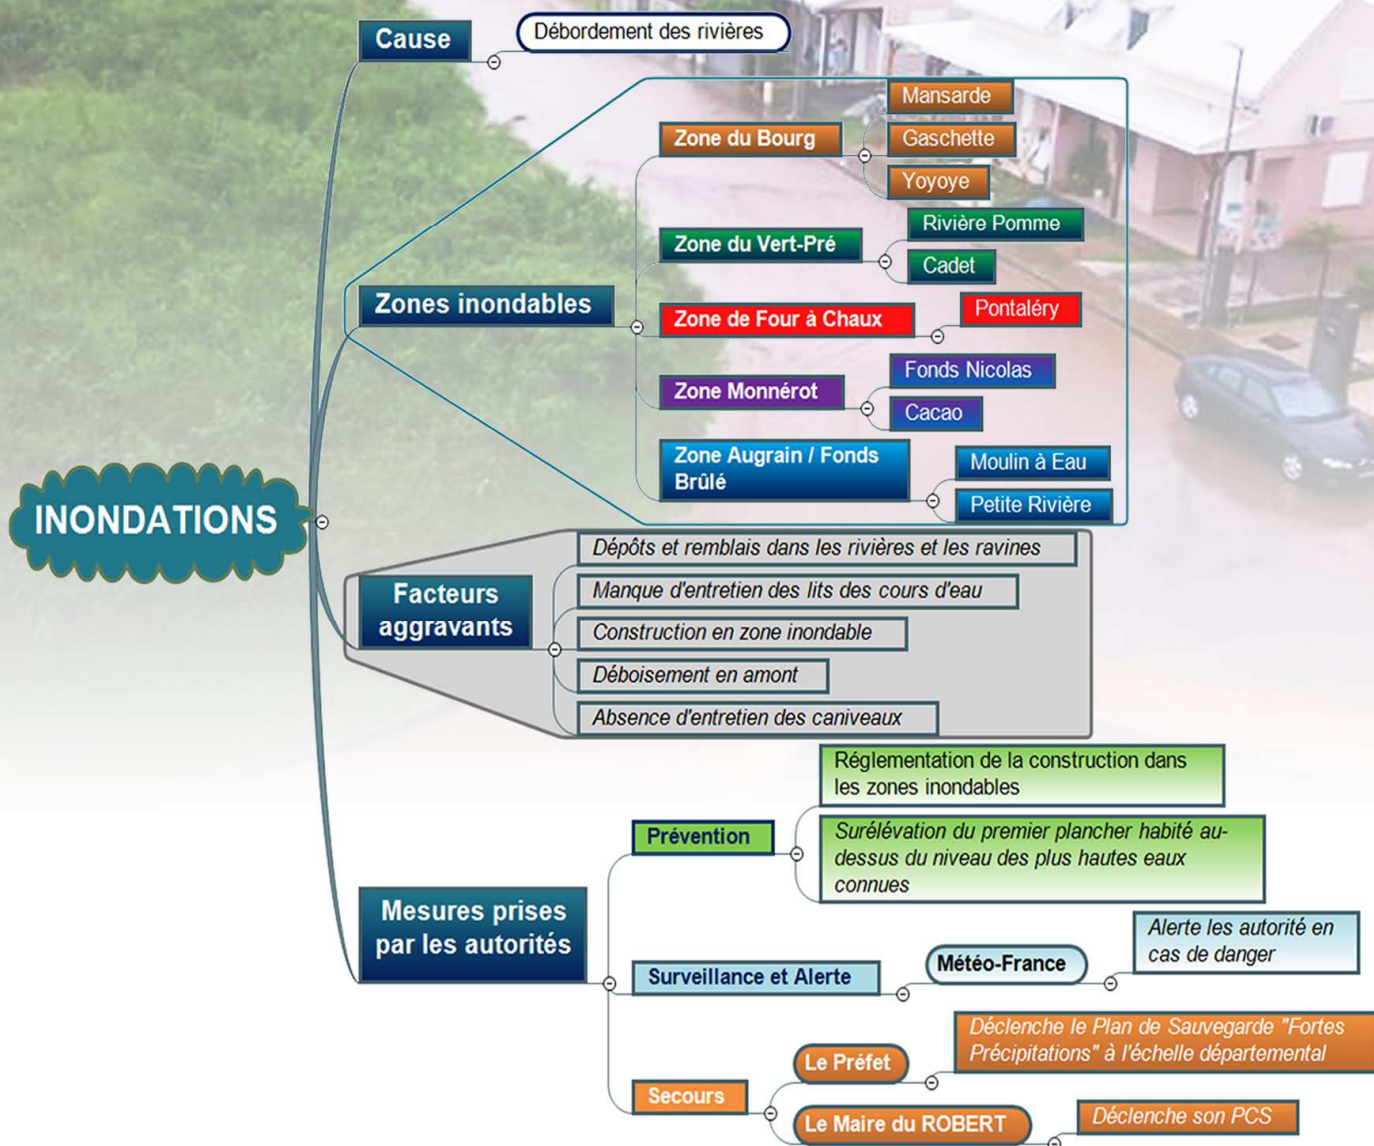 Cause
Débordement des rivières
Zones inondables
Zone du Bourg
Mansarde
Gaschette
Yoyoye
Zone du Vert-Pré
Rivière Pomme
Cadet
Zone de Four à Chaux
Pontaléry
Zone Monnérot
Fonds Nicolas
Cacao
Zone Augrain / Fonds
Brûlé
Moulin à Eau
Petite Rivière
INONDATIONS
Facteurs
aggravants
Dépôts et remblais dans les rivières et les ravines
Manque d'entretien des lits des cours d'eau
Construction en zone inondable
Déboisement en amont
Absence d'entretien des caniveaux
Mesures prises
par les autorités
Prévention
Réglementation de la construction dans
les zones inondables
Surélévation du premier plancher habité au-
dessus du niveau des plus hautes eaux
connues
Surveillance et Alerte
Météo-France
Alerte les autorité en
cas de danger
Secours
Le Préfet
Déclenche le Plan de Sauvegarde "Fortes
Précipitations" à l'échelle départemental
Le Maire du ROBERT
Déclenche son PCS